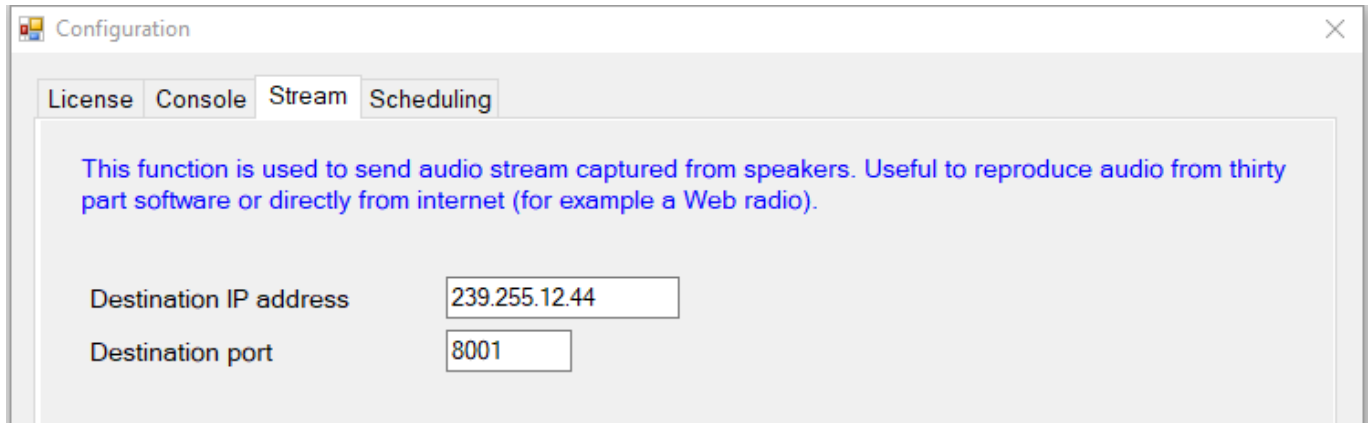 Configuration
License Console Stream Scheduling
This function is used to send audio stream captured from speakers. Useful to reproduce audio from thirty
part software or directly from internet (for example a Web radio).
Destination IP address 239.255.12.44
Destination port 8001